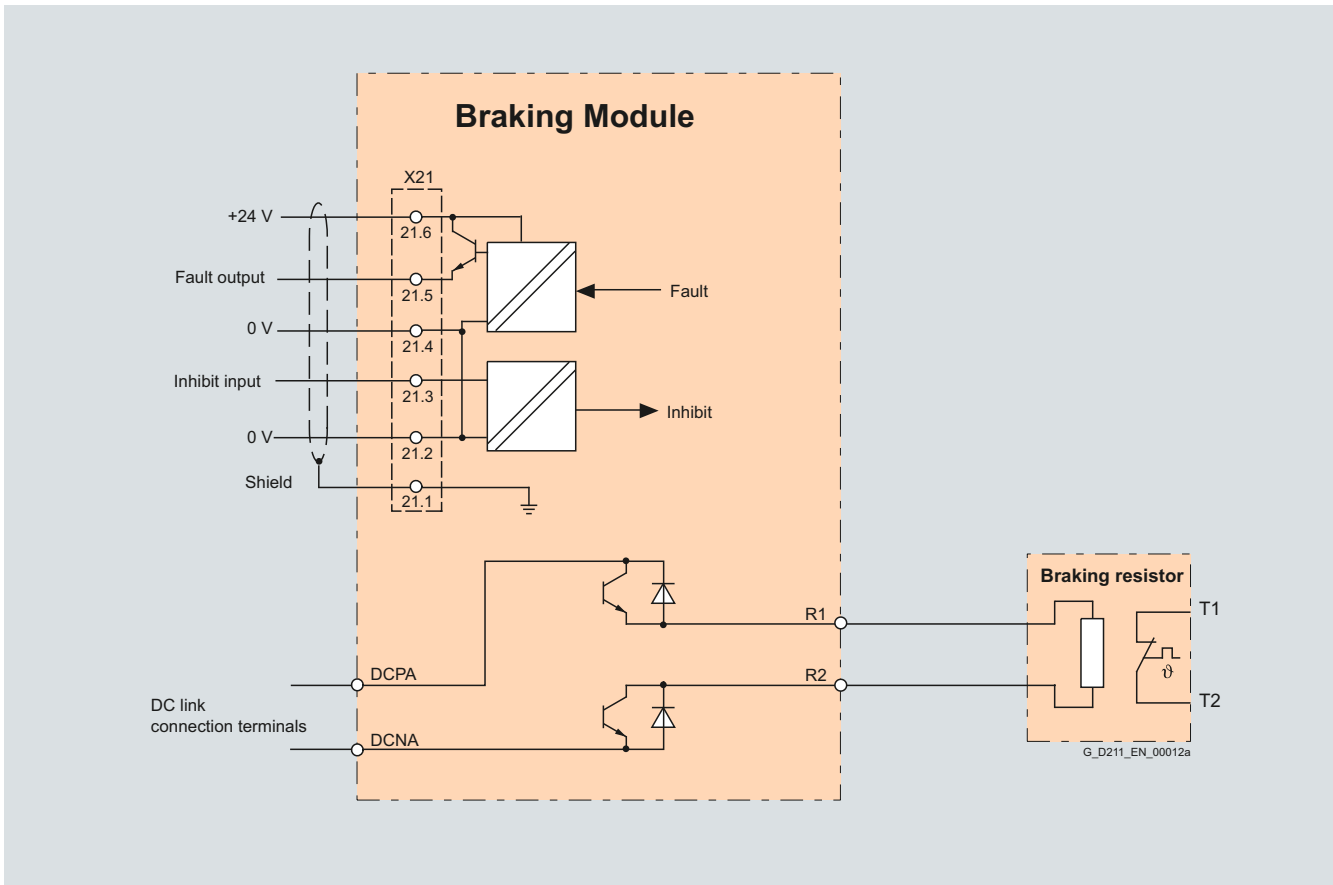 Braking Module
X21
+24 V
21.6
Fault output
21.5
Fault
0 V
21.4
Inhibit input
21.3
Inhibit
0 V
21.2
Shield
21.1
Braking resistor
R1
T1
DCPA
R2
ϑ
T2
DC link
connection terminals
DCNA
G_D211_EN_00012a